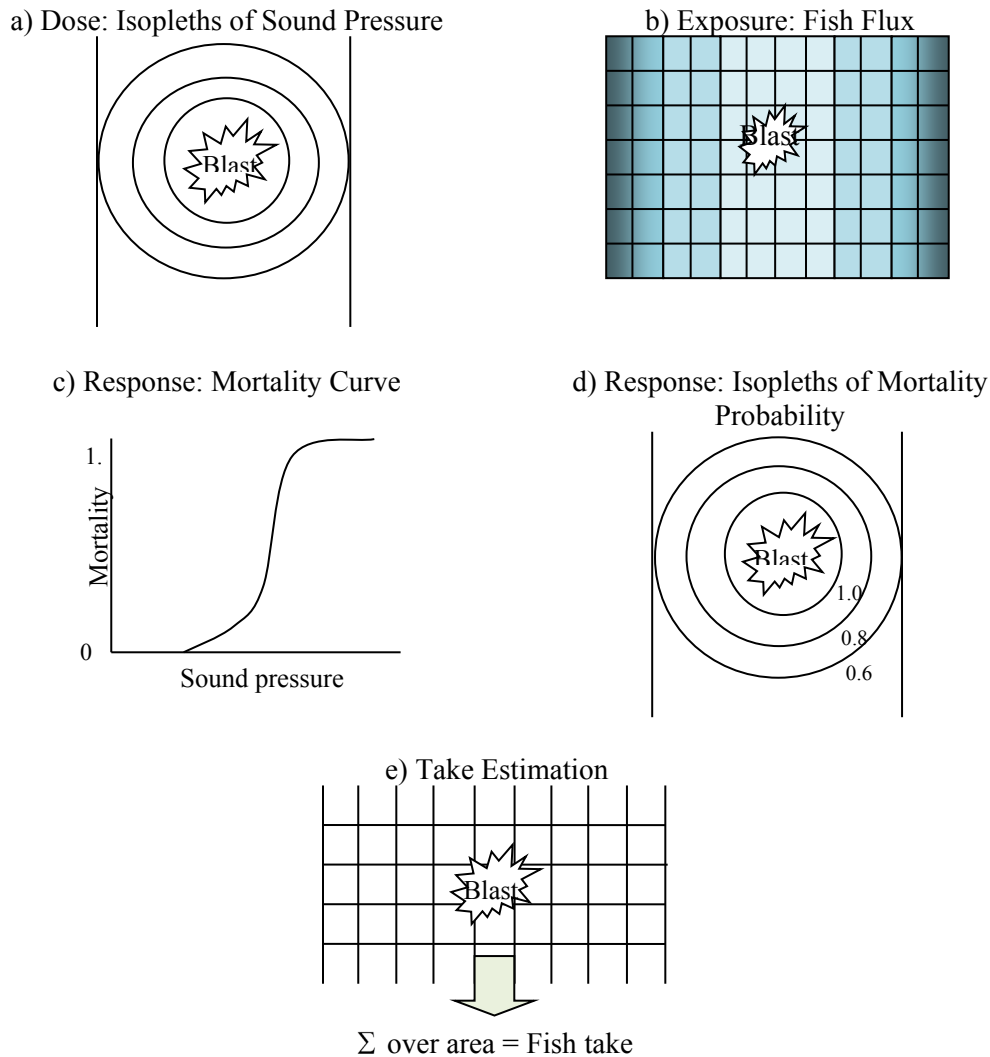 a) Dose: Isopleths of Sound Pressure
Blast
b) Exposure: Fish Flux
Blast
c) Response: Mortality Curve
1.
Mortality
0
Sound pressure
d) Response: Isopleths of Mortality
Probability
Blast
1.0
0.8
0.6
e) Take Estimation
Blast
Σ over area = Fish take